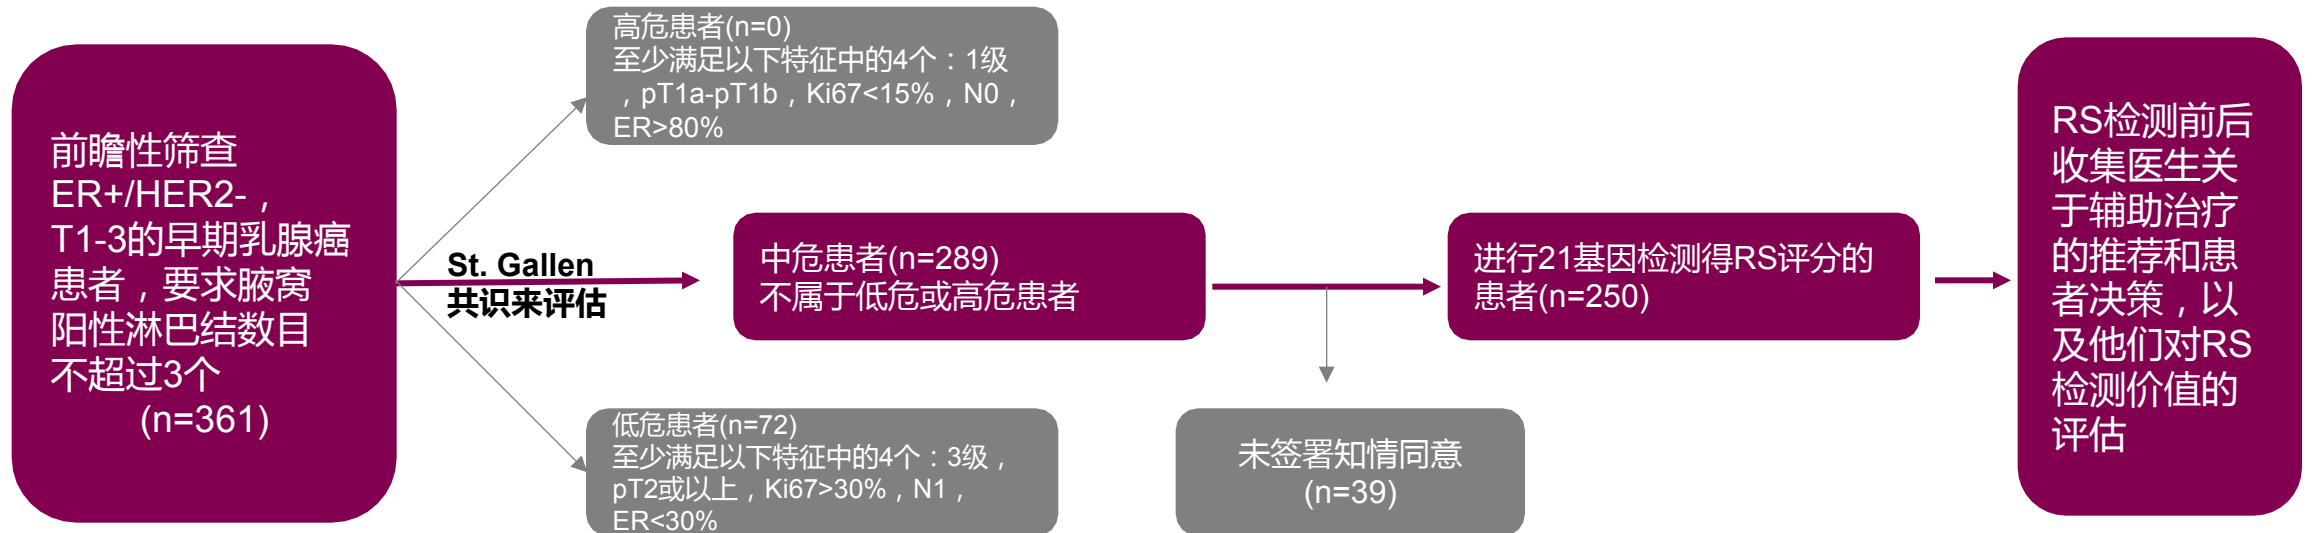 前瞻性筛查
ER+/HER2-，
T1-3的早期乳腺癌
患者，要求腋窝
阳性淋巴结数目
不超过3个
(n=361)
高危患者(n=0)
至少满足以下特征中的4个：1级
，pT1a-pT1b，Ki67<15%，N0，
ER>80%
St. Gallen
共识来评估
中危患者(n=289)
不属于低危或高危患者
低危患者(n=72)
至少满足以下特征中的4个：3级，
pT2或以上，Ki67>30%，N1，
ER<30%
未签署知情同意
(n=39)
进行21基因检测得RS评分的
患者(n=250)
RS检测前后
收集医生关
于辅助治疗
的推荐和患
者决策，以
及他们对RS
检测价值的
评估